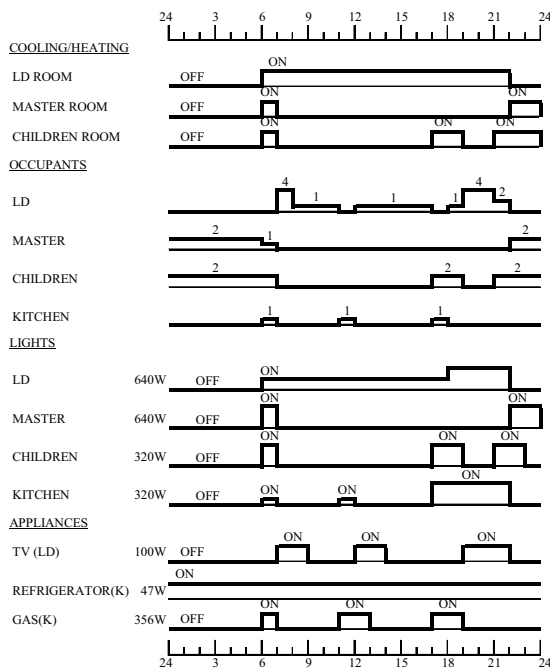 24 3 6 9 12 15 18 21 24
COOLING/HEATING
ON
LD ROOM OFF
ON ON
MASTER ROOM OFF
ON ON ON
CHILDREN ROOM OFF
OCCUPANTS
4 1 1 1 4 2
LD
2 1 2
MASTER
2 2 2
CHILDREN
1 1 1
KITCHEN
LIGHTS
ON
LD 640W OFF
ON ON
MASTER 640W OFF
ON ON ON
CHILDREN 320W OFF
ON ON ON
KITCHEN 320W OFF
APPLIANCES
ON ON ON
TV (LD) 100W OFF
ON
REFRIGERATOR(K) 47W
ON ON ON
GAS(K) 356W OFF
24 3 6 9 12 15 18 21 24